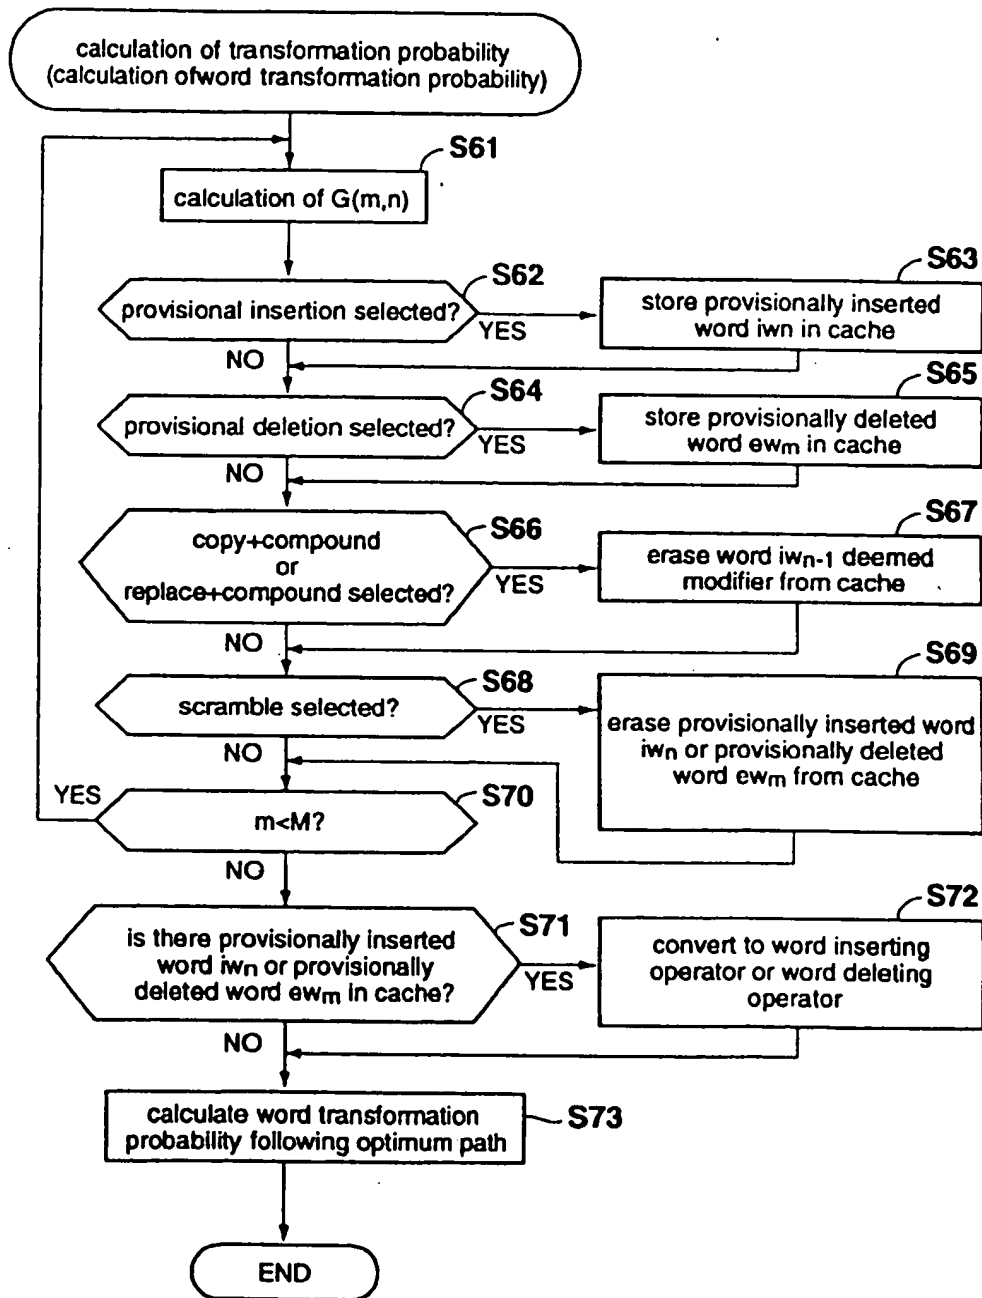 calculation of transformation probability
(calculation ofword transformation probability)
S61
calculation of G(m,n)
S62
provisional insertion selected?
YES
NO
S63
store provisionally inserted
word iwn in cache
S64
provisional deletion selected?
YES
NO
S65
store provisionally deleted
word ewm in cache
S66
copy+compound
or
replace+compound selected?
YES
NO
S67
erase word iwn-1 deemed
modifier from cache
S68
scramble selected?
YES
NO
S69
erase provisionally inserted word
iwn or provisionally deleted
word ewm from cache
S70
YES
m<M?
NO
S71
is there provisionally inserted
word iwn or provisionally
deleted word ewm in cache?
YES
NO
S72
convert to word inserting
operator or word deleting
operator
calculate word transformation
probability following optimum path
S73
END